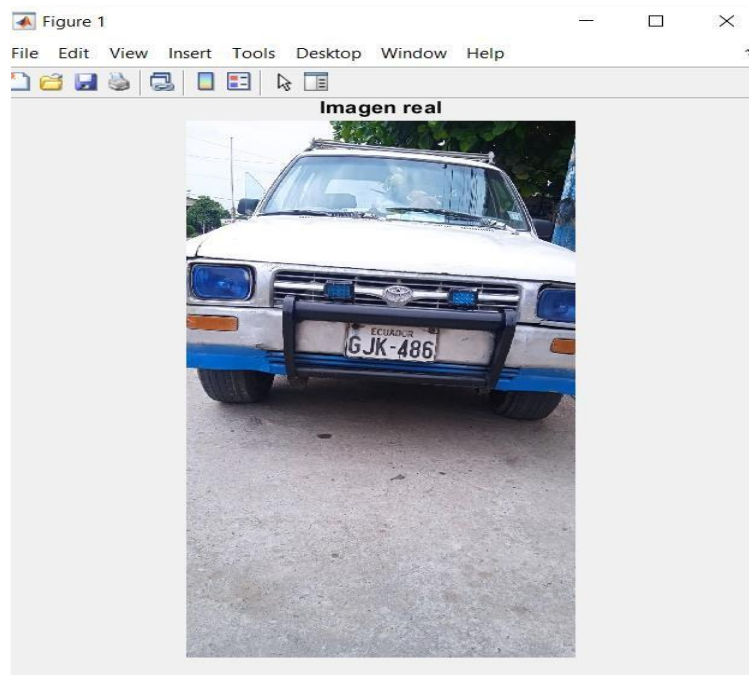 Figure 1
File Edit View Insert Tools Desktop Window Help
Imagen real
ECUADOR
GJK-486